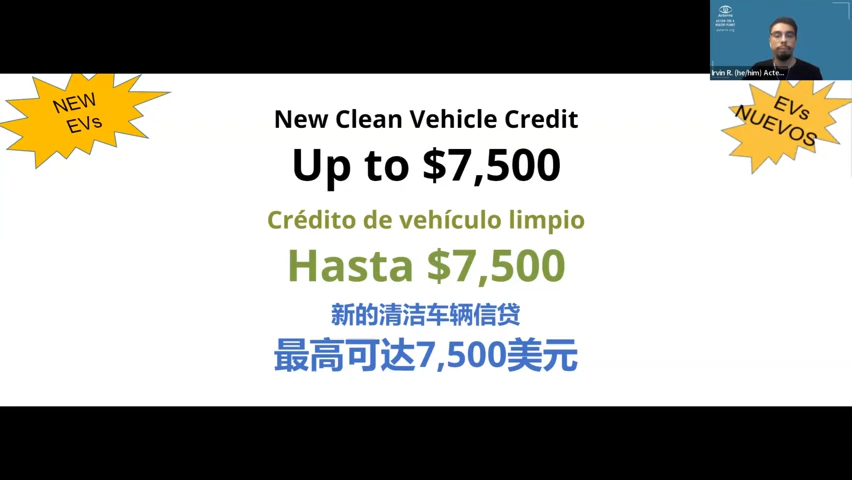 NEW
EVs
New Clean Vehicle Credit
Up to $7,500
Crédito de vehículo limpio
Hasta $7,500
新的清洁车辆信贷
最高可达7,500美元
EVs
NUEVOS
Irvin R. (he/him) Acte...